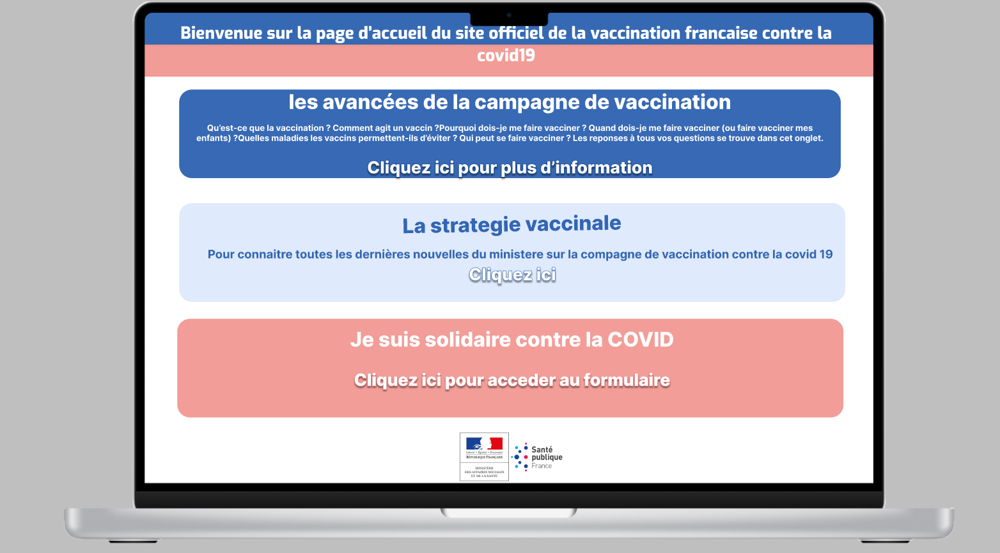 Bienvenue sur la page d’accueil du site officiel de la vaccination francaise contre la
covid19
les avancées de la campagne de vaccination
Qu’est-ce que la vaccination ? Comment agit un vaccin ?Pourquoi dois-je me faire vacciner ? Quand dois-je me faire vacciner (ou faire vacciner mes
enfants) ?Quelles maladies les vaccins permettent-ils d’éviter ? Qui peut se faire vacciner ? Les reponses à tous vos questions se trouve dans cet onglet.
Cliquez ici pour plus d’information
La strategie vaccinale
Pour connaitre toutes les dernières nouvelles du ministere sur la compagne de vaccination contre la covid 19
Cliquez ici
Je suis solidaire contre la COVID
Cliquez ici pour acceder au formulaire
Liberté • Égalité • Fraternité
RÉPUBLIQUE FRANÇAISE
MINISTÈRE
DES AFFAIRES SOCIALES
ET DE LA SANTÉ
Santé
publique
France